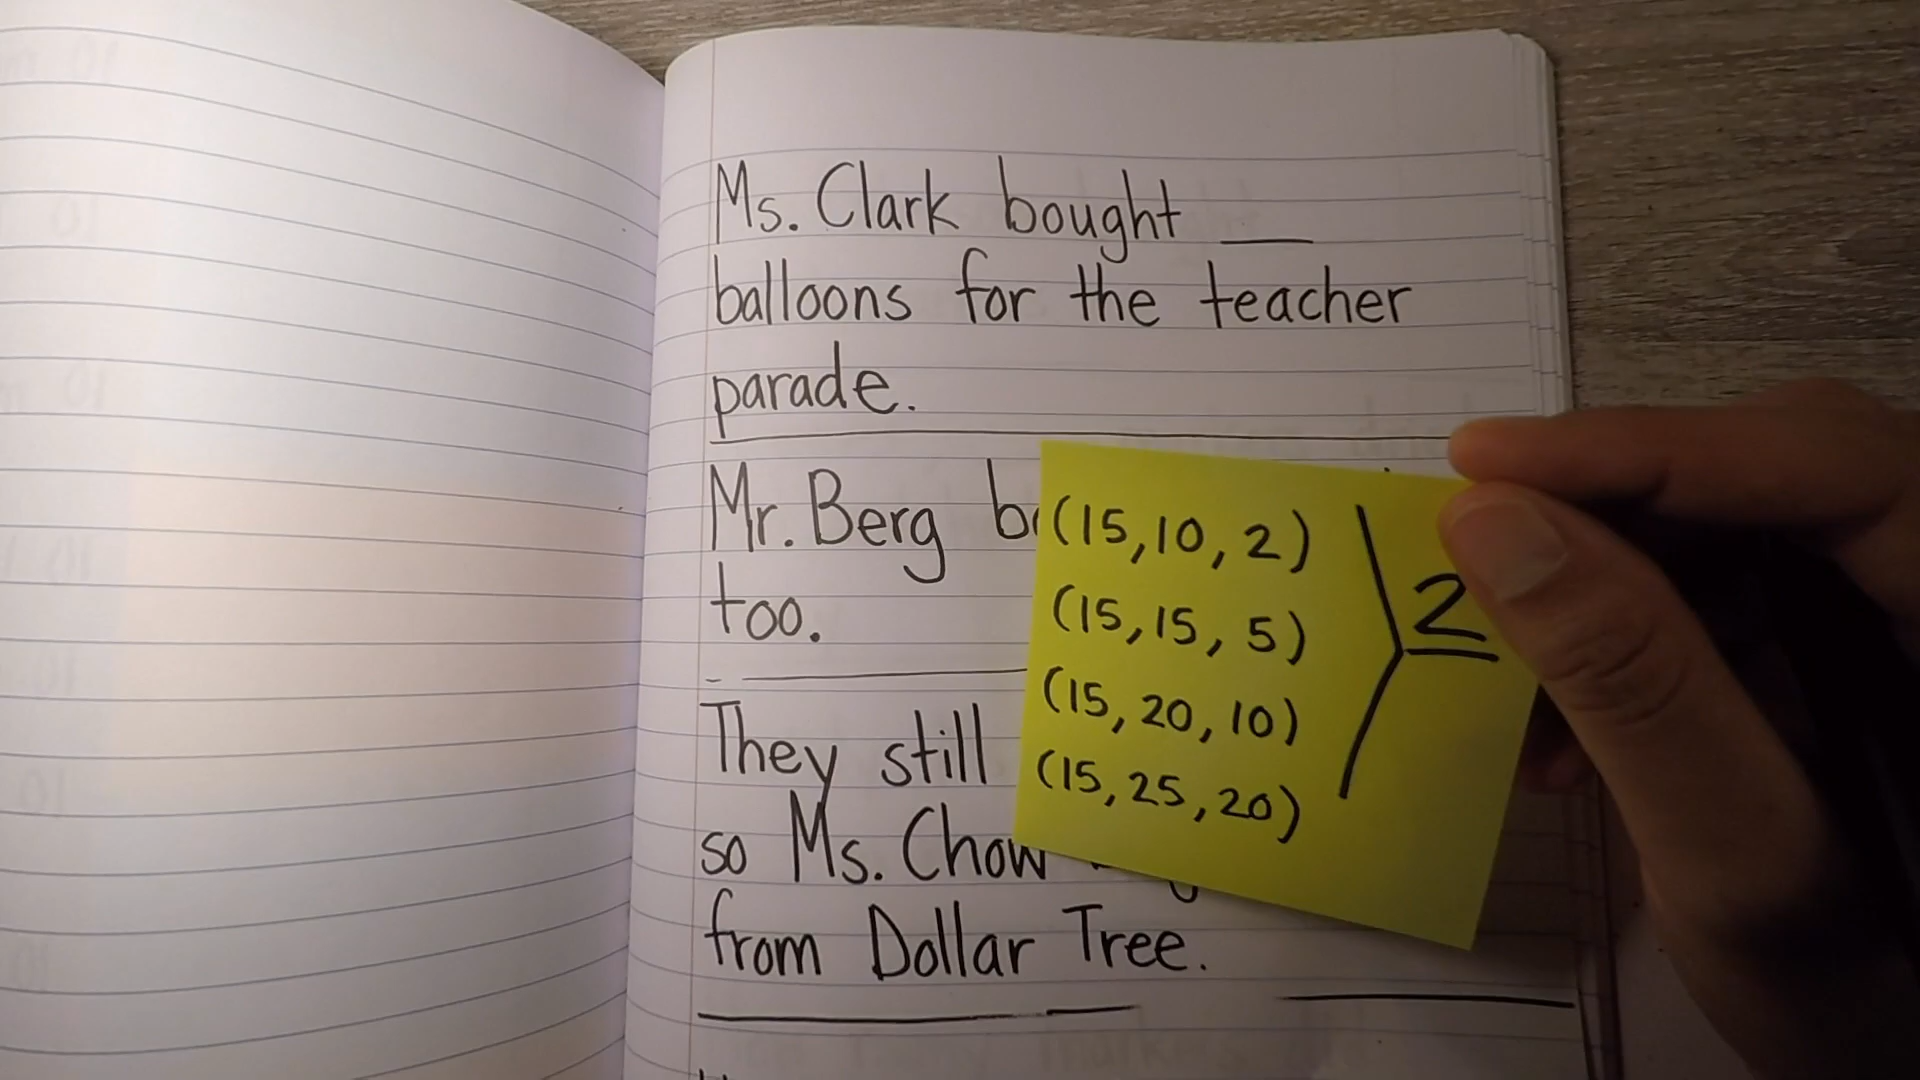 Ms. Clark bought ___
balloons for the teacher
parade.
Mr. Berg
too.
They still
so Ms. Chow
from Dollar Tree.
(15,10,2)
(15,15,5)
(15,20,10)
(15,25,20)
2